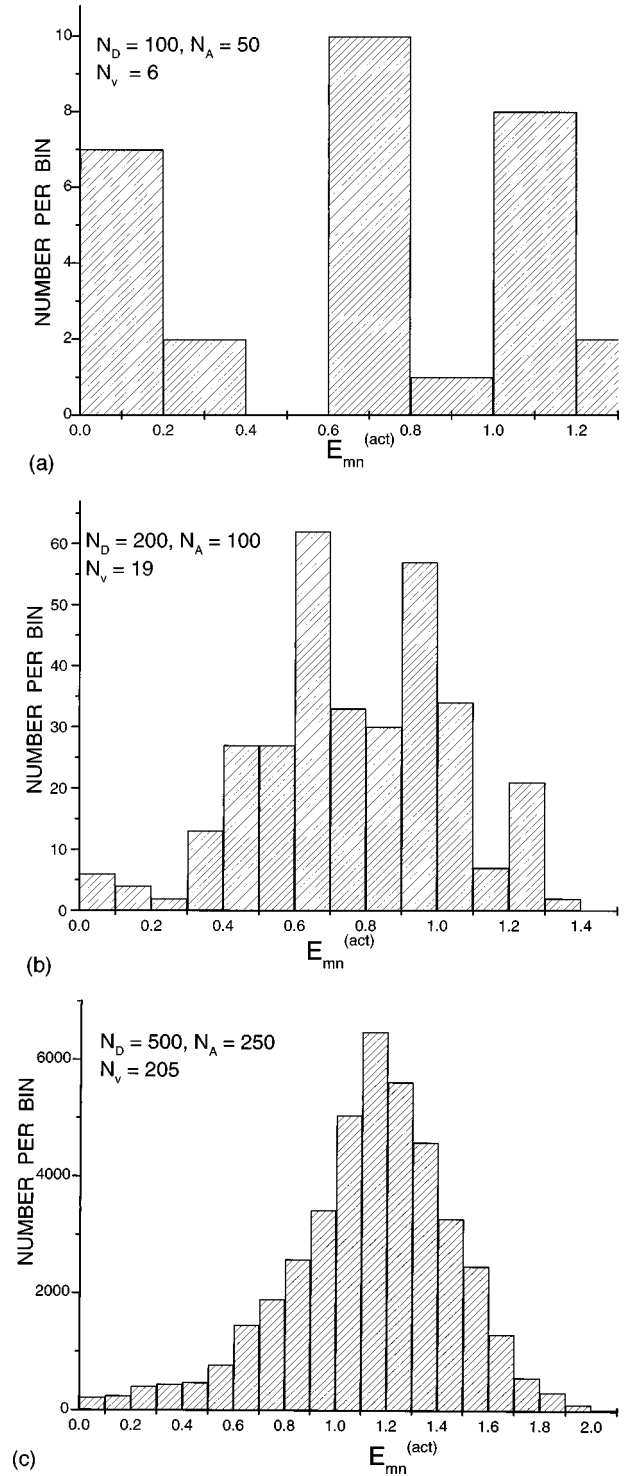 N_D = 100, N_A = 50
N_v = 6
NUMBER PER BIN
10
8
6
4
2
0
0.0 0.2 0.4 0.6 0.8 1.0 1.2
E_mn^(act)
(a)
N_D = 200, N_A = 100
N_v = 19
NUMBER PER BIN
60
50
40
30
20
10
0
0.0 0.2 0.4 0.6 0.8 1.0 1.2 1.4
E_mn^(act)
(b)
N_D = 500, N_A = 250
N_v = 205
NUMBER PER BIN
6000
4000
2000
0
0.0 0.2 0.4 0.6 0.8 1.0 1.2 1.4 1.6 1.8 2.0
E_mn^(act)
(c)